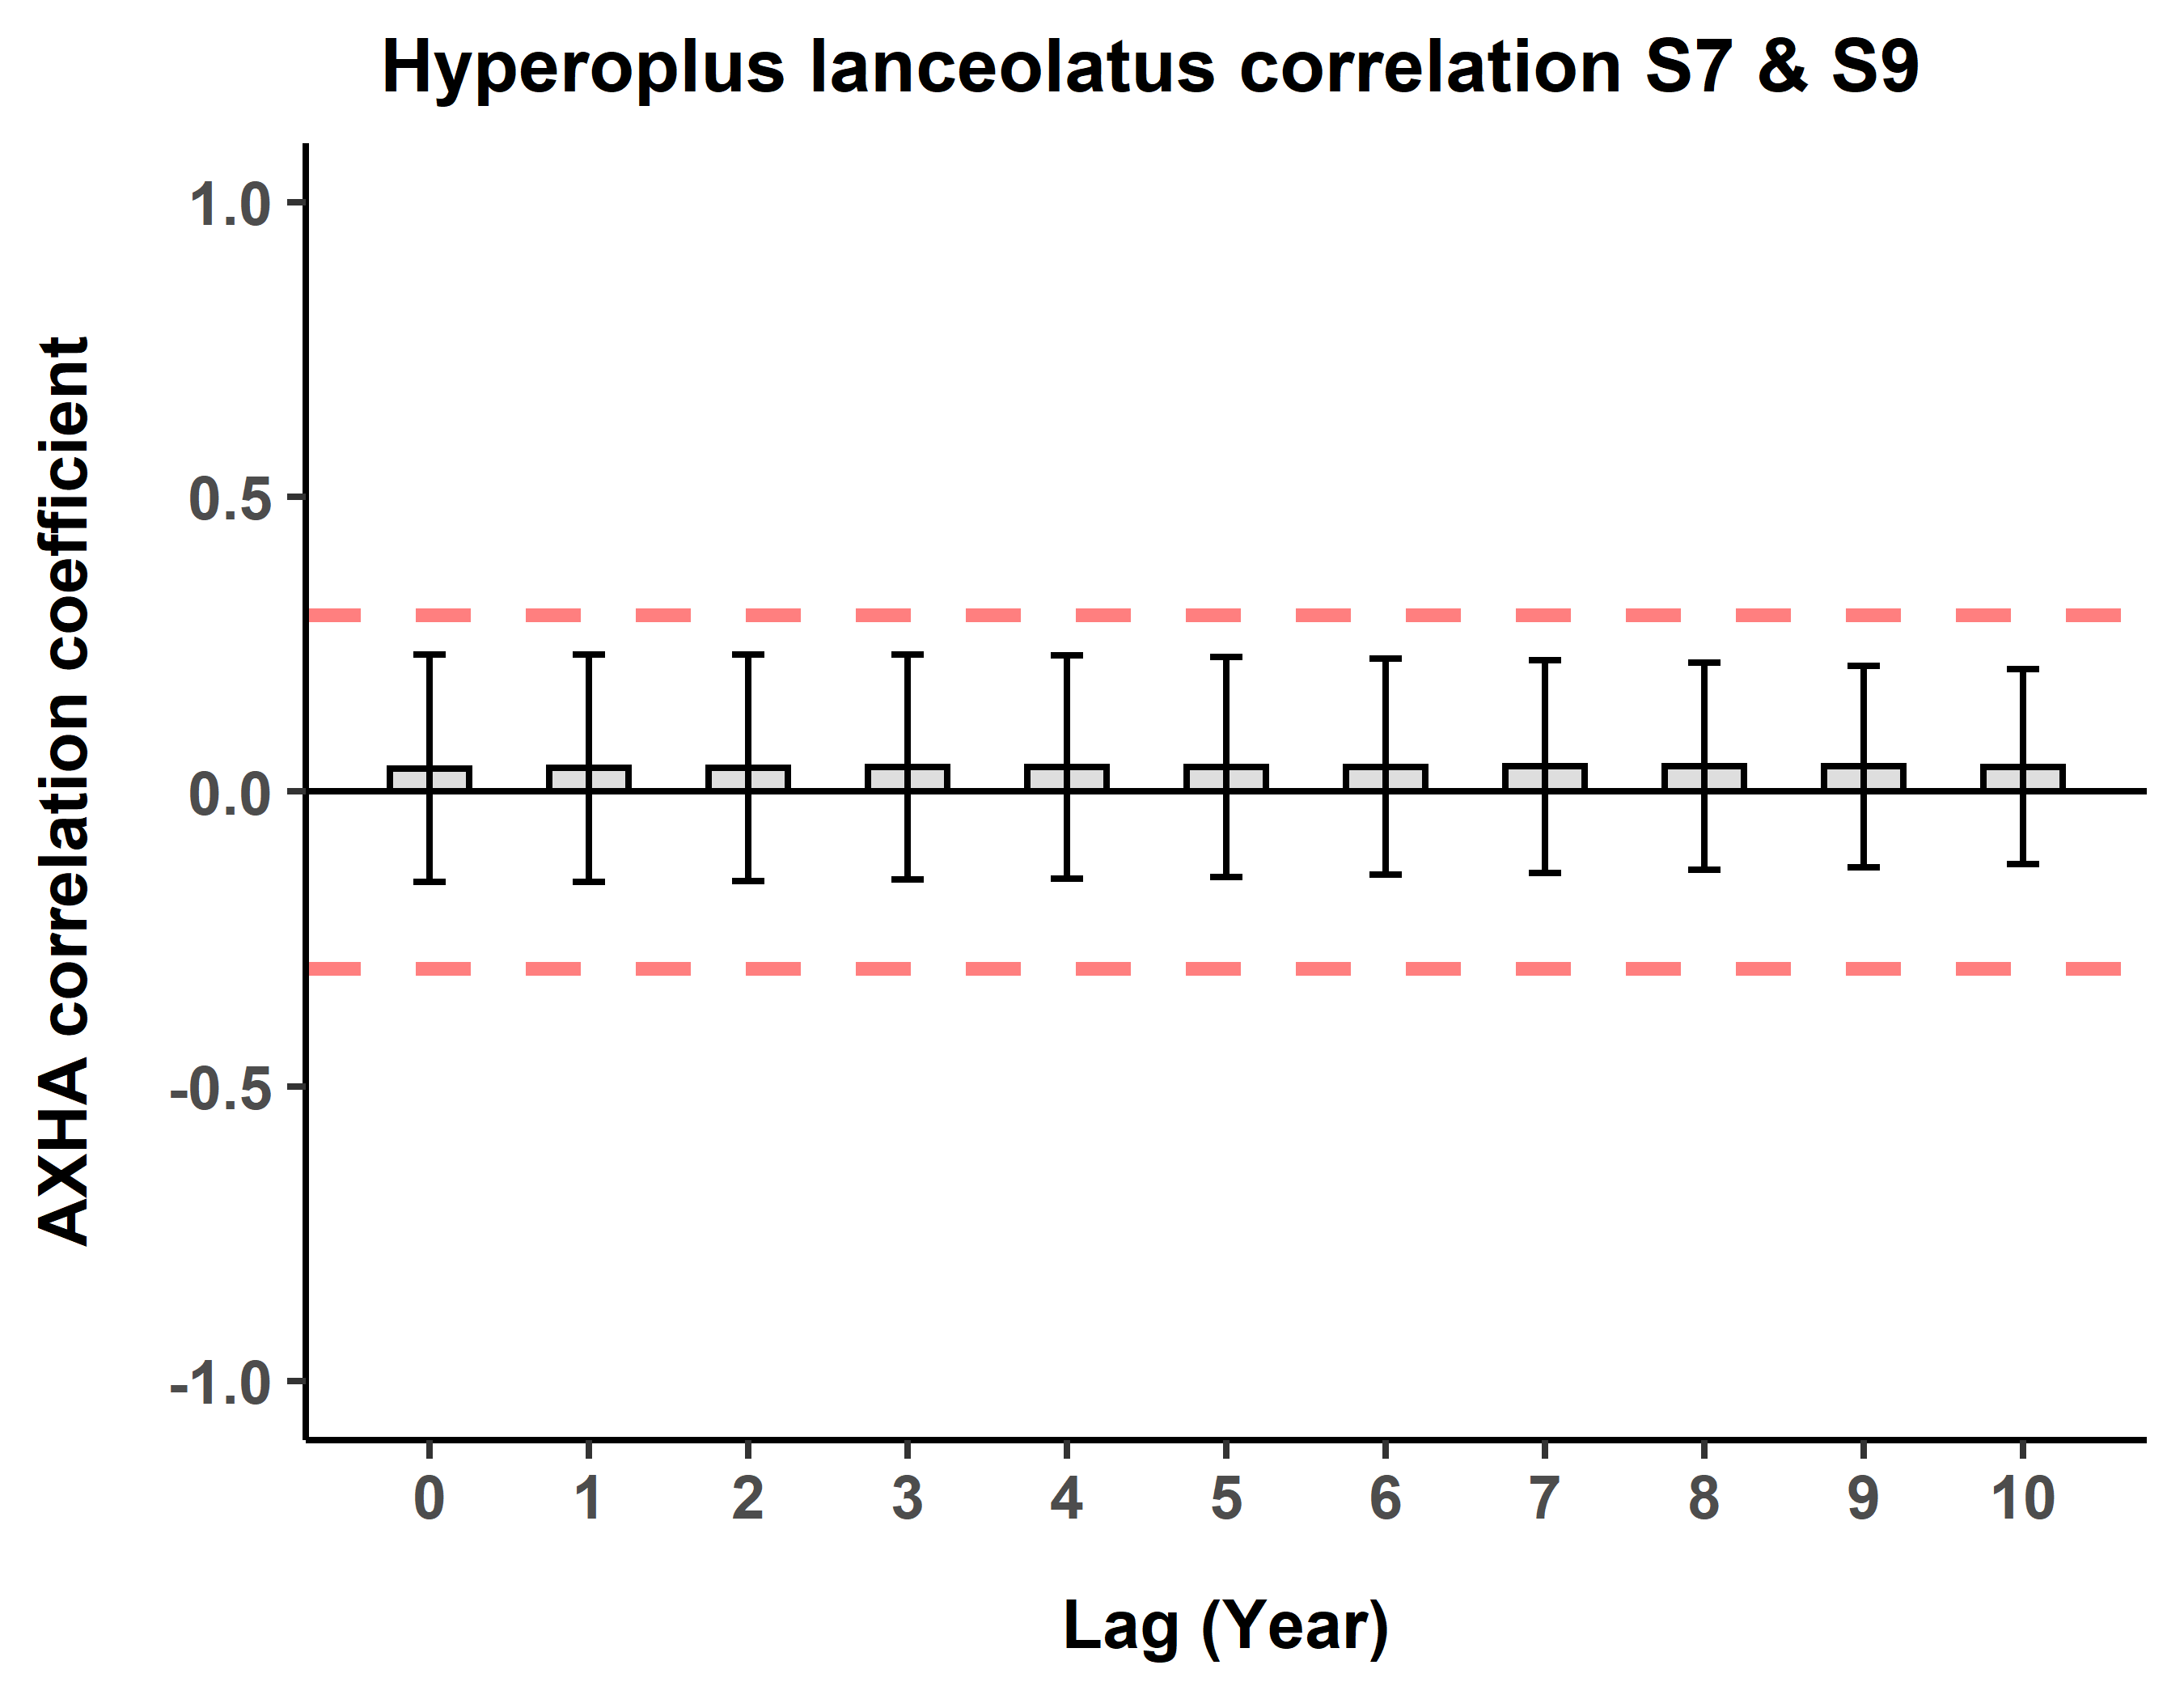 Hyperoplus lanceolatus correlation S7 & S9
AXHA correlation coefficient
1.0
0.5
0.0
-0.5
-1.0
0 1 2 3 4 5 6 7 8 9 10
Lag (Year)